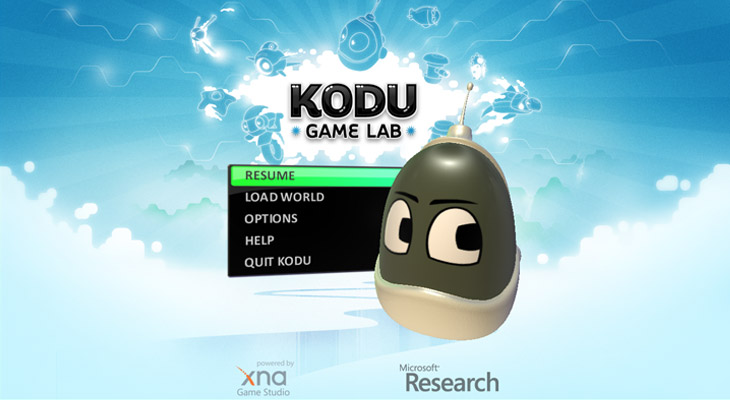 KODU
GAME LAB
RESUME
LOAD WORLD
OPTIONS
HELP
QUIT KODU
powered by
xna
Game Studio
Microsoft®
Research